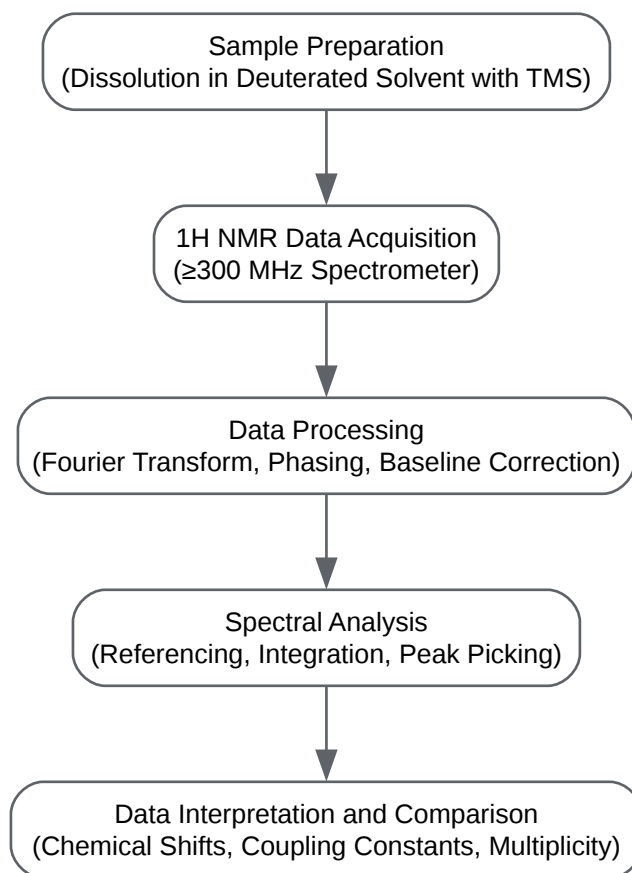 Sample Preparation
(Dissolution in Deuterated Solvent with TMS)
1H NMR Data Acquisition
(≥300 MHz Spectrometer)
Data Processing
(Fourier Transform, Phasing, Baseline Correction)
Spectral Analysis
(Referencing, Integration, Peak Picking)
Data Interpretation and Comparison
(Chemical Shifts, Coupling Constants, Multiplicity)